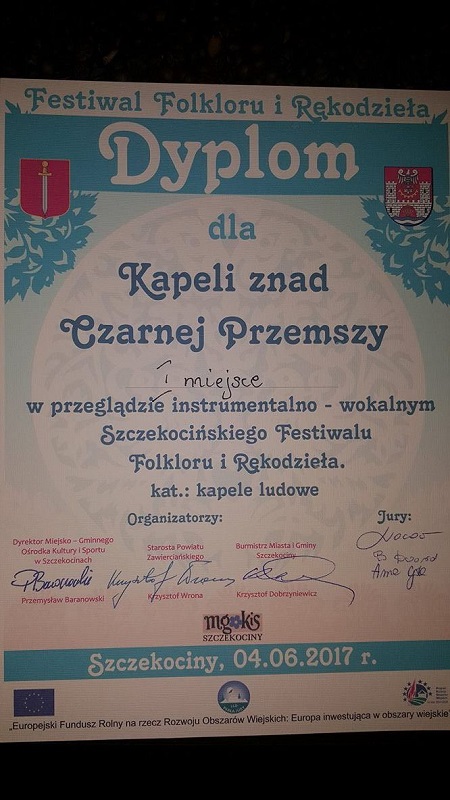 Festiwal Folkloru i Rękodzieła
Dyplom
dla
Kapeli znad
Czarnej Przemszy
I miejsce
w przeglądzie instrumentalno - wokalnym
Szczekocińskiego Festiwalu
Folkloru i Rękodzieła.
kat.: kapele ludowe
Organizatorzy:
Jury:
Dyrektor Miejsko - Gminnego
Ośrodka Kultury i Sportu
w Szczekocinach
Przemysław Baranowski
Starosta Powiatu
Zawierciańskiego
Krzysztof Wrona
Burmistrz Miasta i Gminy
Szczekociny
Krzysztof Dobrzyniewicz
mgokis
SZCZEKOCINY
Szczekociny, 04.06.2017 r.
„Europejski Fundusz Rolny na rzecz Rozwoju Obszarów Wiejskich: Europa inwestująca w obszary wiejskie"